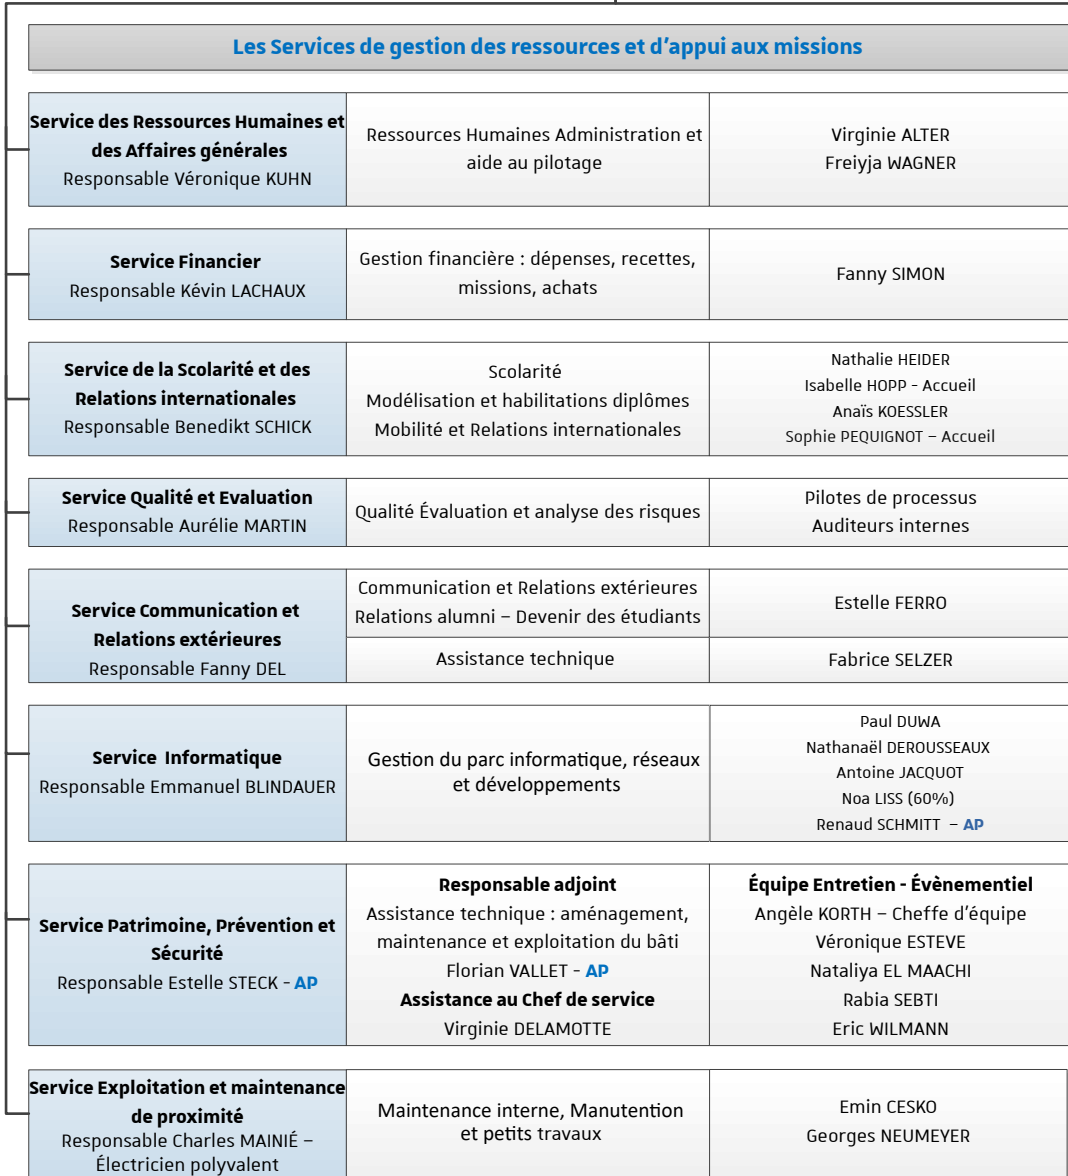 Les Services de gestion des ressources et d'appui aux missions
Service des Ressources Humaines et
des Affaires générales
Responsable Véronique KUHN
Ressources Humaines Administration et
aide au pilotage
Virginie ALTER
Freiyja WAGNER
Service Financier
Responsable Kévin LACHAUX
Gestion financière : dépenses, recettes,
missions, achats
Fanny SIMON
Service de la Scolarité et des
Relations internationales
Responsable Benedikt SCHICK
Scolarité
Modélisation et habilitations diplômes
Mobilité et Relations internationales
Nathalie HEIDER
Isabelle HOPP - Accueil
Anaïs KOESSLER
Sophie PEQUIGNOT – Accueil
Service Qualité et Evaluation
Responsable Aurélie MARTIN
Qualité Évaluation et analyse des risques
Pilotes de processus
Auditeurs internes
Service Communication et
Relations extérieures
Responsable Fanny DEL
Communication et Relations extérieures
Relations alumni – Devenir des étudiants
Estelle FERRO
Assistance technique
Fabrice SELZER
Service Informatique
Responsable Emmanuel BLINDAUER
Gestion du parc informatique, réseaux
et développements
Paul DUWA
Nathanaël DEROUSSEAUX
Antoine JACQUOT
Noa LISS (60%)
Renaud SCHMITT – AP
Service Patrimoine, Prévention et
Sécurité
Responsable Estelle STECK - AP
Responsable adjoint
Assistance technique : aménagement,
maintenance et exploitation du bâti
Florian VALLET - AP
Assistance au Chef de service
Virginie DELAMOTTE
Équipe Entretien - Évènementiel
Angèle KORTH – Cheffe d'équipe
Véronique ESTEVE
Nataliya EL MAACHI
Rabia SEBTI
Eric WILMANN
Service Exploitation et maintenance
de proximité
Responsable Charles MAINIÉ –
Électricien polyvalent
Maintenance interne, Manutention
et petits travaux
Emin CESKO
Georges NEUMEYER